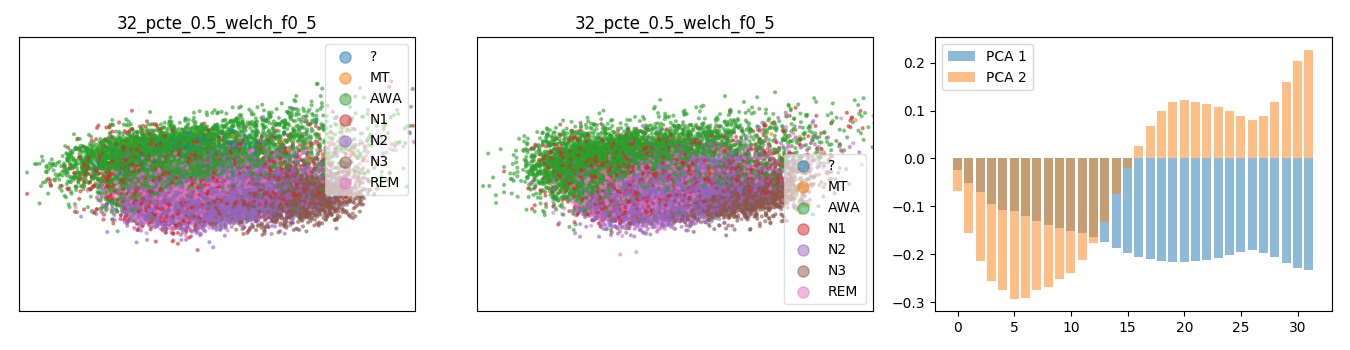 32_pcte_0.5_welch_f0_5
?
MT
AWA
N1
N2
N3
REM
32_pcte_0.5_welch_f0_5
?
MT
AWA
N1
N2
N3
REM
PCA 1
PCA 2
0.2
0.1
0.0
−0.1
−0.2
−0.3
0 5 10 15 20 25 30